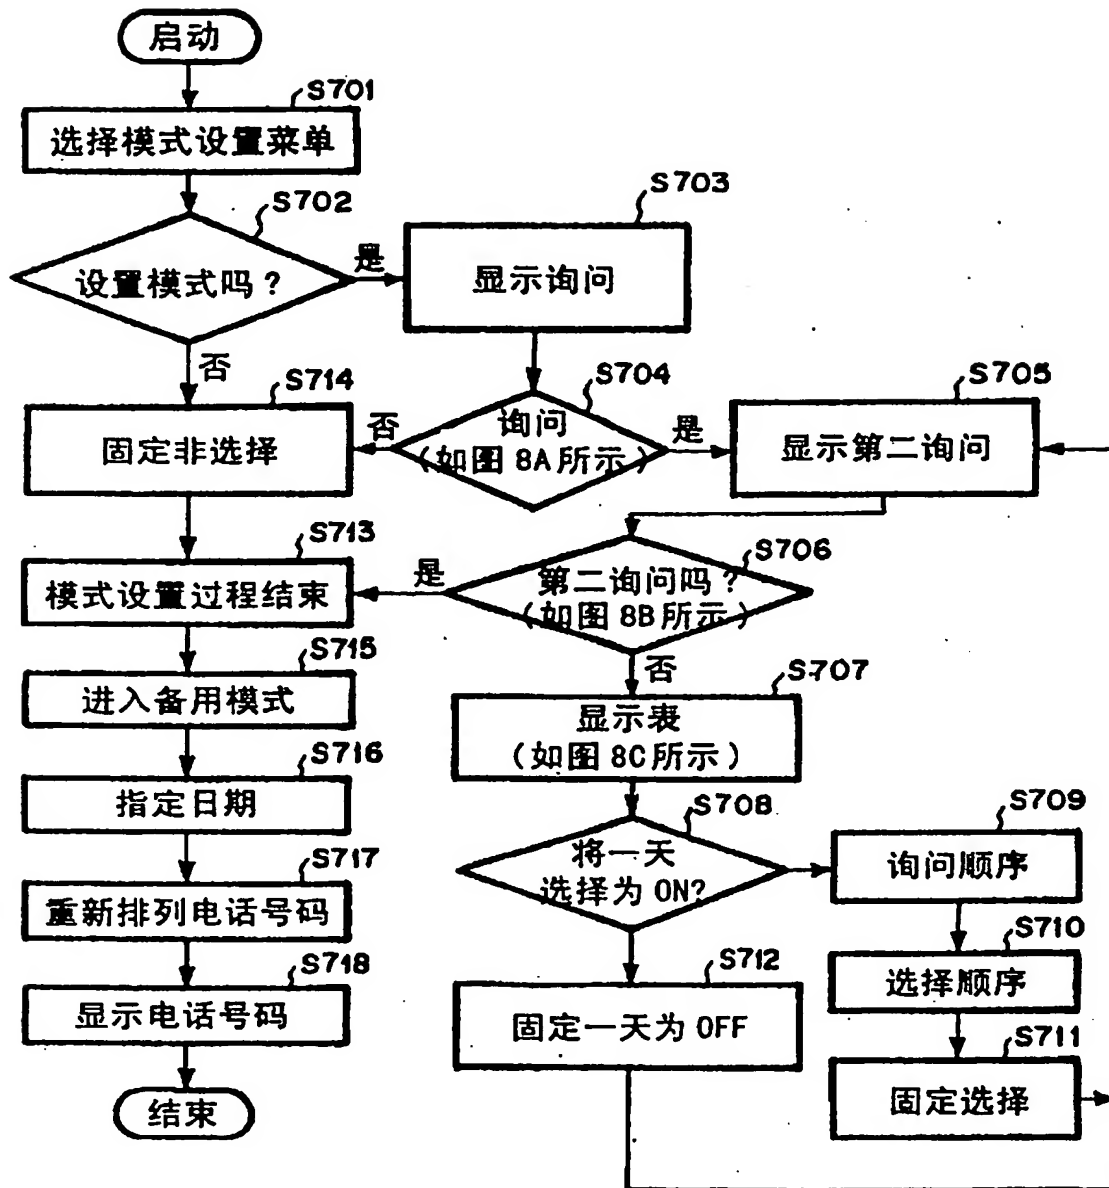 启动
S701
选择模式设置菜单
S702
设置模式吗?
是
S703
显示询问
否
S714
固定非选择
S704
询问
(如图 8A 所示)
否
是
S705
显示第二询问
S713
模式设置过程结束
是
S706
第二询问吗?
(如图 8B 所示)
否
S715
进入备用模式
S707
显示表
(如图 8C 所示)
S716
指定日期
S708
将一天
选择为 ON?
S709
询问顺序
S717
重新排列电话号码
S710
选择顺序
S718
显示电话号码
S712
固定一天为 OFF
S711
固定选择
结束